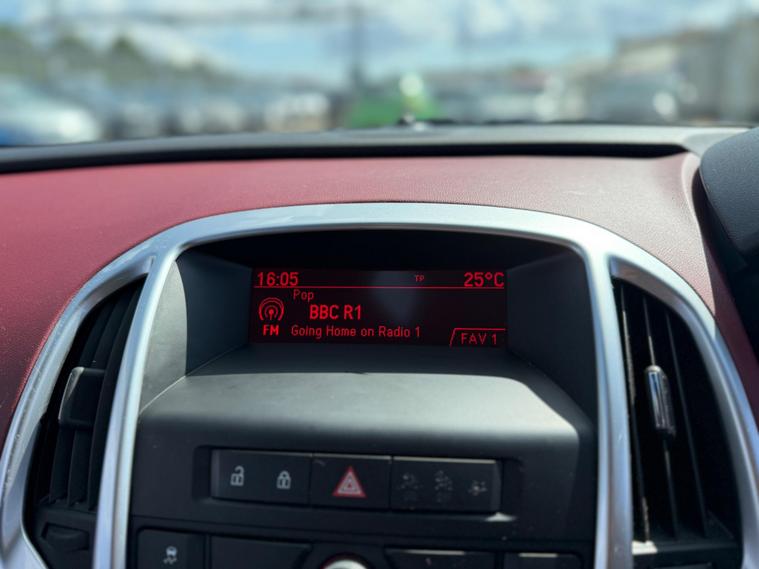 16:05 TP 25°C
Pop
BBC R1
FM Going Home on Radio 1
FAV 1